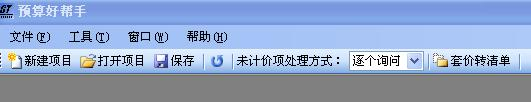 预算好帮手
文件(F) 工具(T) 窗口(W) 帮助(H)
新建项目 打开项目 保存 未计价项处理方式: 逐个询问 套价转清单